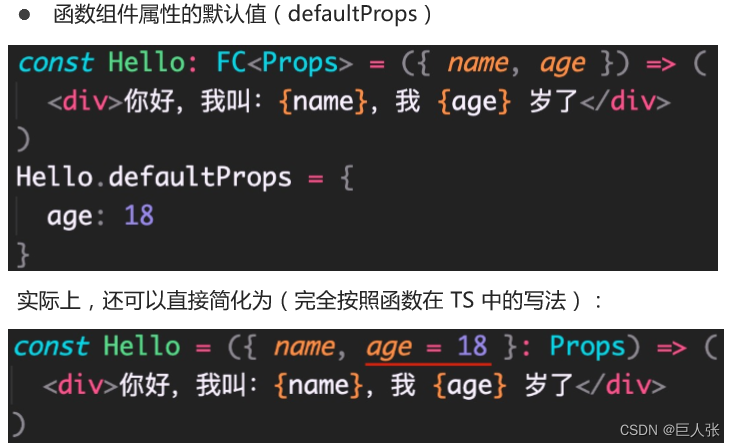 ● 函数组件属性的默认值（defaultProps）
const Hello: FC<Props> = ({ name, age }) => (
<div>你好，我叫：{name}，我 {age} 岁了</div>
)
Hello.defaultProps = {
age: 18
}
实际上，还可以直接简化为（完全按照函数在 TS 中的写法）：
const Hello = ({ name, age = 18 }: Props) => (
<div>你好，我叫：{name}，我 {age} 岁了</div>
)
CSDN @巨人张